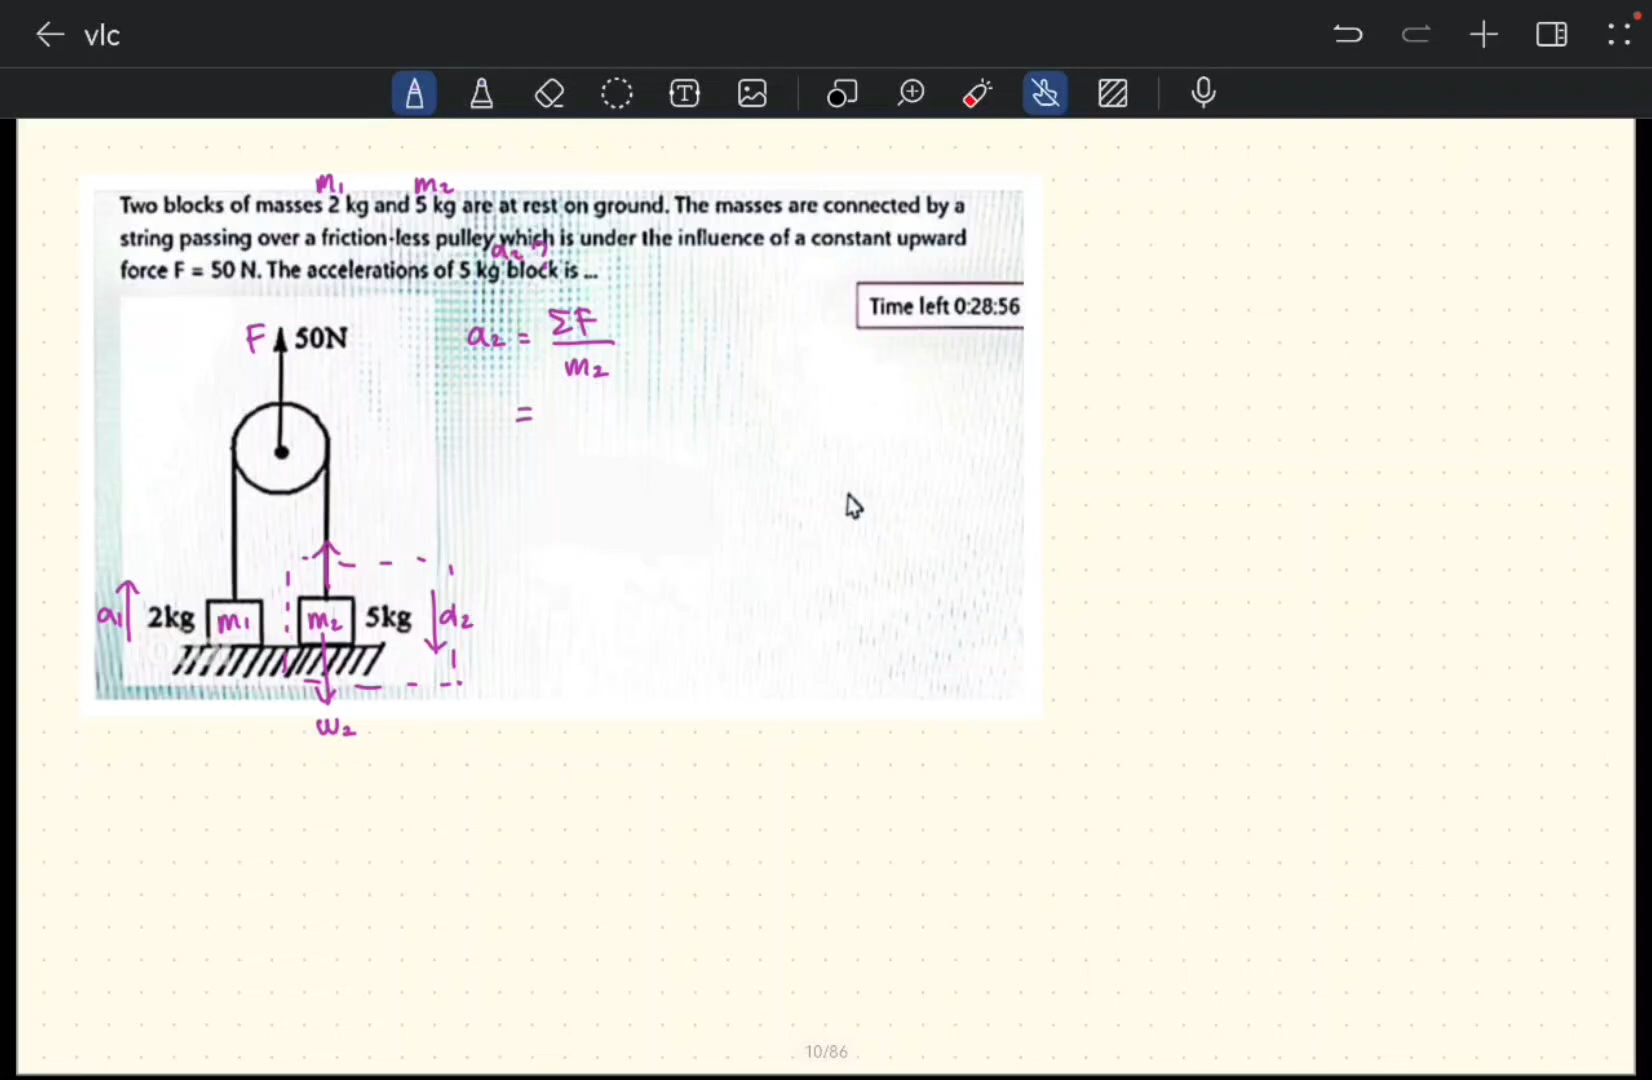 vlc
m1 m2
Two blocks of masses 2 kg and 5 kg are at rest on ground. The masses are connected by a
string passing over a friction-less pulley which is under the influence of a constant upward
a2 ?
force F = 50 N. The accelerations of 5 kg block is ...
Time left 0:28:56
F 50N
a2 = ΣF / m2
=
a1 2kg m1 m2 5kg a2
w2
10/86